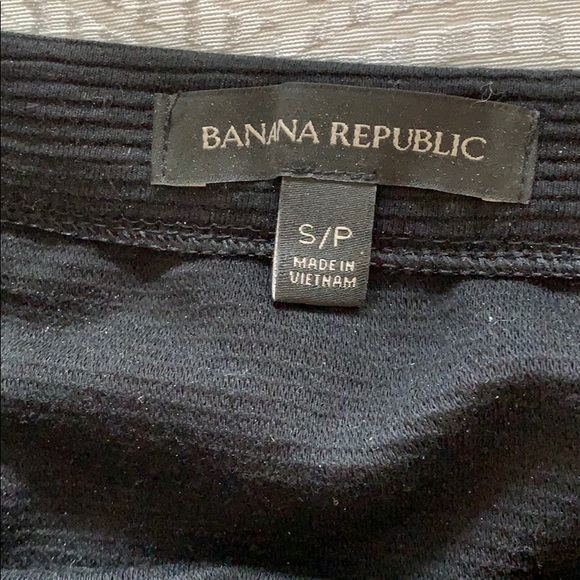 BANANA REPUBLIC
S/P
MADE IN
VIETNAM